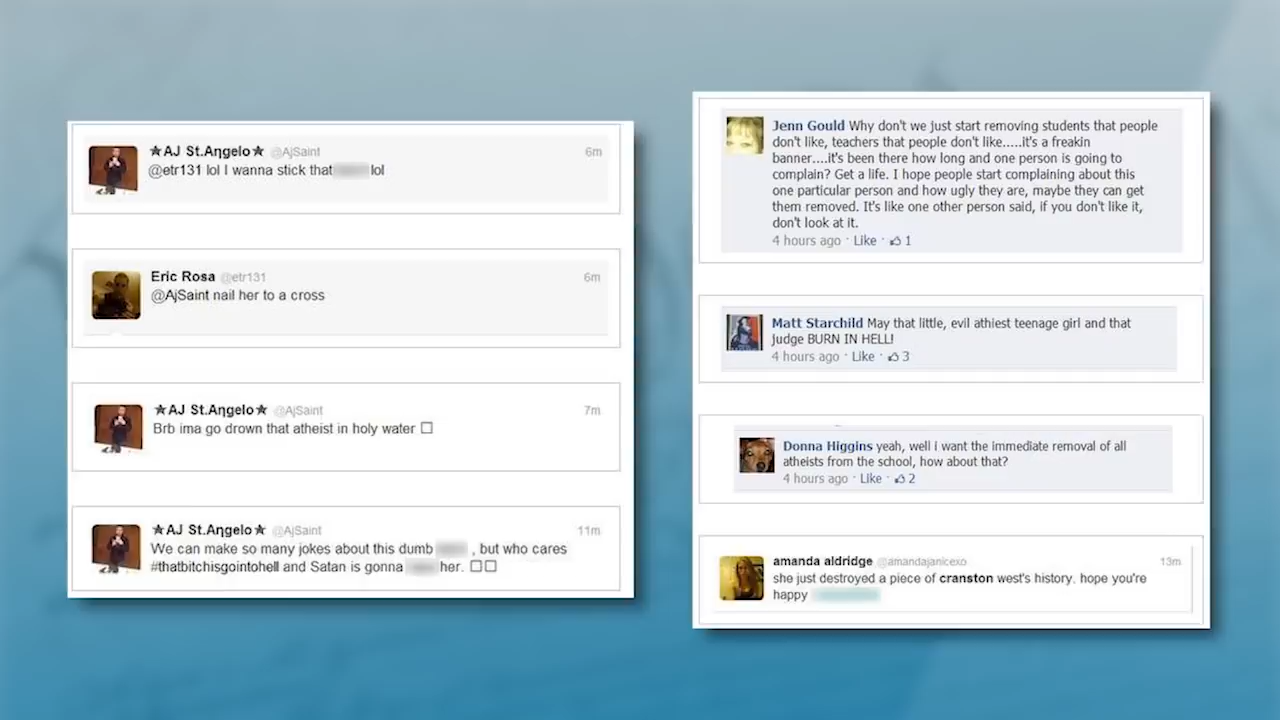 ★AJ St.Aηgelo★ @AjSaint 6m
@etr131 lol I wanna stick that lol
Eric Rosa @etr131 6m
@AjSaint nail her to a cross
★AJ St.Aηgelo★ @AjSaint 7m
Brb ima go drown that atheist in holy water □
★AJ St.Aηgelo★ @AjSaint 11m
We can make so many jokes about this dumb , but who cares
#thatbitchisgointohell and Satan is gonna her. □□
Jenn Gould Why don't we just start removing students that people
don't like, teachers that people don't like.....it's a freakin
banner....it's been there how long and one person is going to
complain? Get a life. I hope people start complaining about this
one particular person and how ugly they are, maybe they can get
them removed. It's like one other person said, if you don't like it,
don't look at it.
4 hours ago · Like · 1
Matt Starchild May that little, evil athiest teenage girl and that
judge BURN IN HELL!
4 hours ago · Like · 3
Donna Higgins yeah, well i want the immediate removal of all
atheists from the school, how about that?
4 hours ago · Like · 2
amanda aldridge @amandajanicexo 13m
she just destroyed a piece of cranston west's history. hope you're
happy